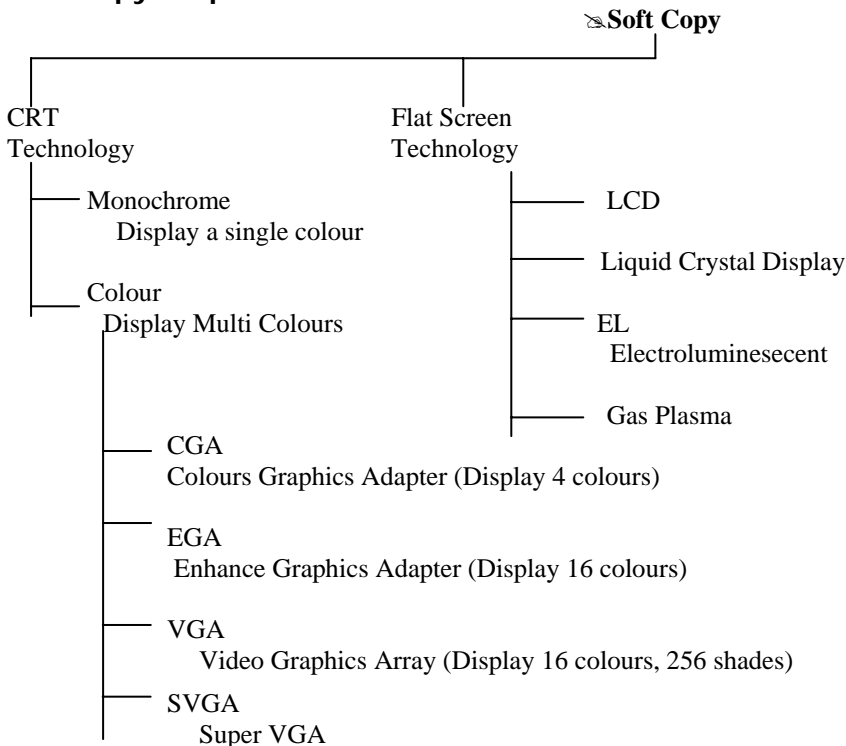 Soft Copy
CRT
Technology
Monochrome
Display a single colour
Colour
Display Multi Colours
CGA
Colours Graphics Adapter (Display 4 colours)
EGA
Enhance Graphics Adapter (Display 16 colours)
VGA
Video Graphics Array (Display 16 colours, 256 shades)
SVGA
Super VGA
Flat Screen
Technology
LCD
Liquid Crystal Display
EL
Electroluminesecent
Gas Plasma